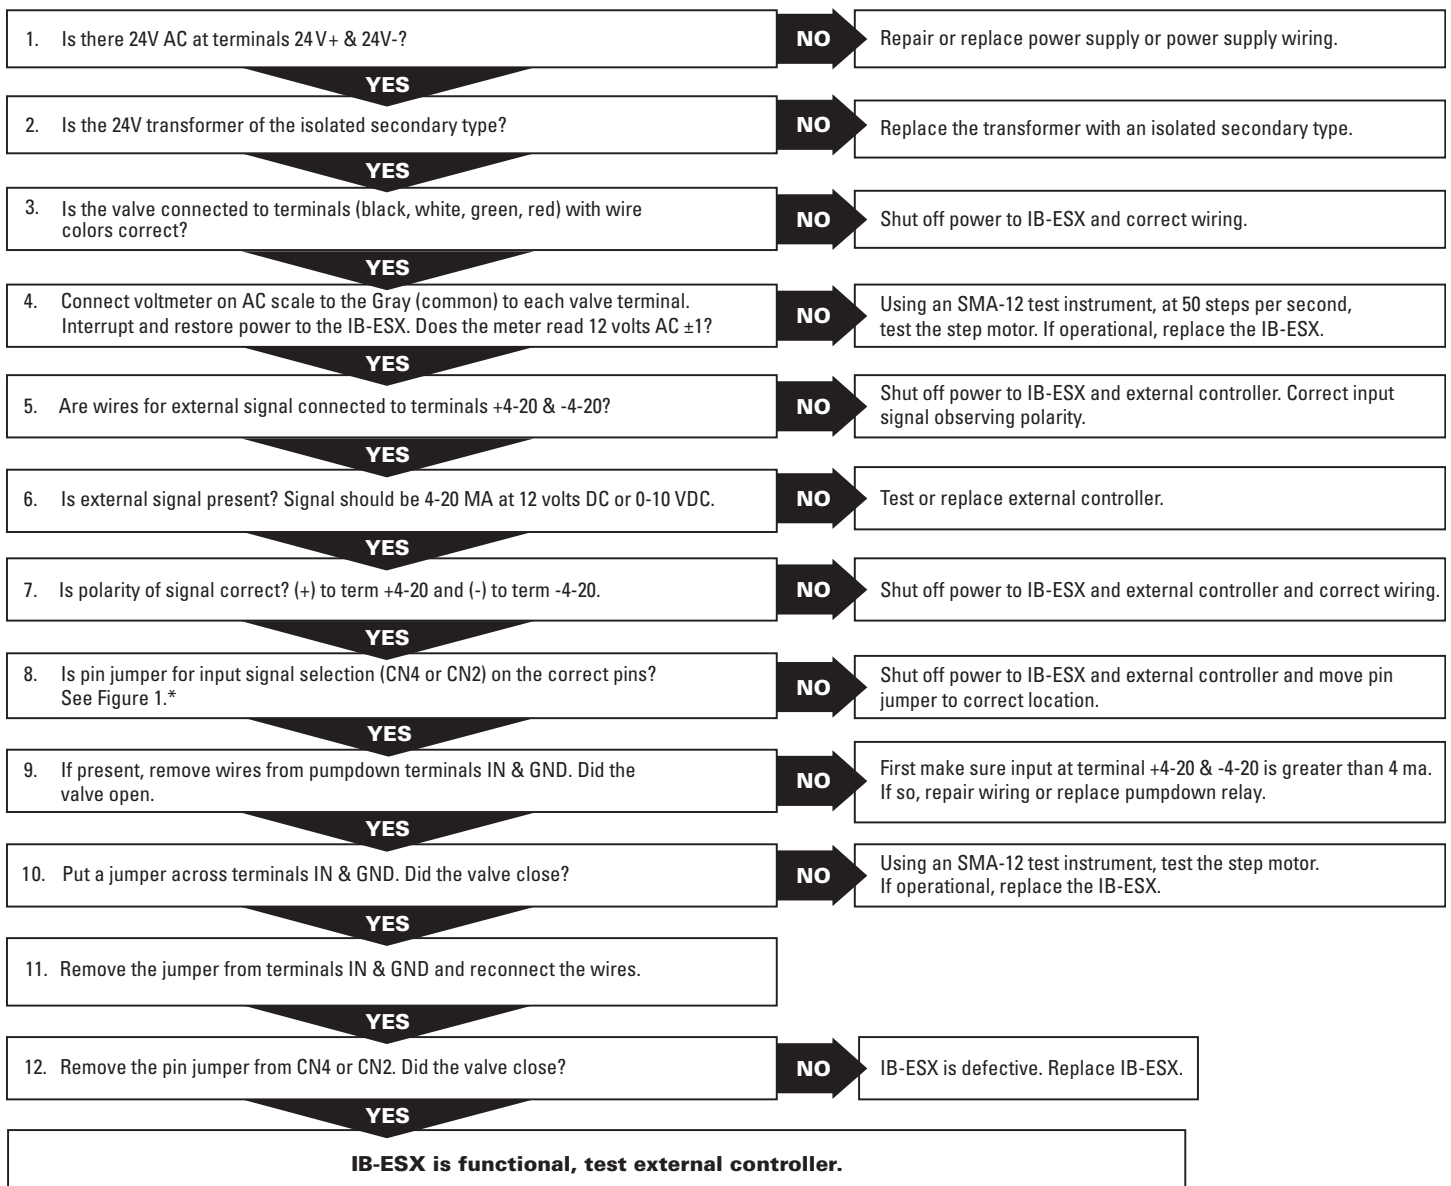 1. Is there 24V AC at terminals 24V+ & 24V-?
NO
Repair or replace power supply or power supply wiring.
YES
2. Is the 24V transformer of the isolated secondary type?
NO
Replace the transformer with an isolated secondary type.
YES
3. Is the valve connected to terminals (black, white, green, red) with wire
colors correct?
NO
Shut off power to IB-ESX and correct wiring.
YES
4. Connect voltmeter on AC scale to the Gray (common) to each valve terminal.
Interrupt and restore power to the IB-ESX. Does the meter read 12 volts AC ±1?
NO
Using an SMA-12 test instrument, at 50 steps per second,
test the step motor. If operational, replace the IB-ESX.
YES
5. Are wires for external signal connected to terminals +4-20 & -4-20?
NO
Shut off power to IB-ESX and external controller. Correct input
signal observing polarity.
YES
6. Is external signal present? Signal should be 4-20 MA at 12 volts DC or 0-10 VDC.
NO
Test or replace external controller.
YES
7. Is polarity of signal correct? (+) to term +4-20 and (-) to term -4-20.
NO
Shut off power to IB-ESX and external controller and correct wiring.
YES
8. Is pin jumper for input signal selection (CN4 or CN2) on the correct pins?
See Figure 1.*
NO
Shut off power to IB-ESX and external controller and move pin
jumper to correct location.
YES
9. If present, remove wires from pumpdown terminals IN & GND. Did the
valve open.
NO
First make sure input at terminal +4-20 & -4-20 is greater than 4 ma.
If so, repair wiring or replace pumpdown relay.
YES
10. Put a jumper across terminals IN & GND. Did the valve close?
NO
Using an SMA-12 test instrument, test the step motor.
If operational, replace the IB-ESX.
YES
11. Remove the jumper from terminals IN & GND and reconnect the wires.
YES
12. Remove the pin jumper from CN4 or CN2. Did the valve close?
NO
IB-ESX is defective. Replace IB-ESX.
YES
IB-ESX is functional, test external controller.